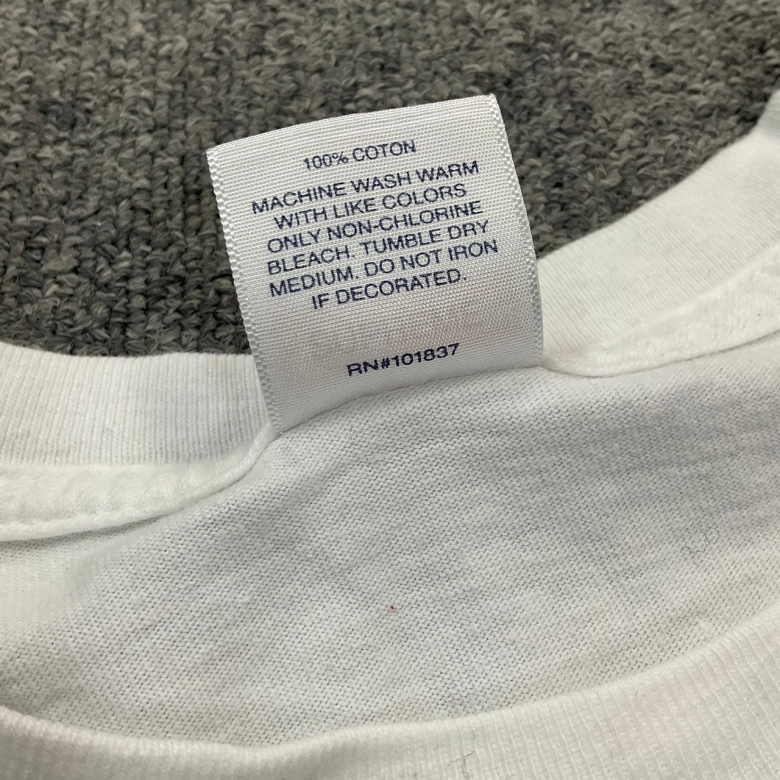 100% COTON
MACHINE WASH WARM
WITH LIKE COLORS
ONLY NON-CHLORINE
BLEACH. TUMBLE DRY
MEDIUM. DO NOT IRON
IF DECORATED.
RN#101837